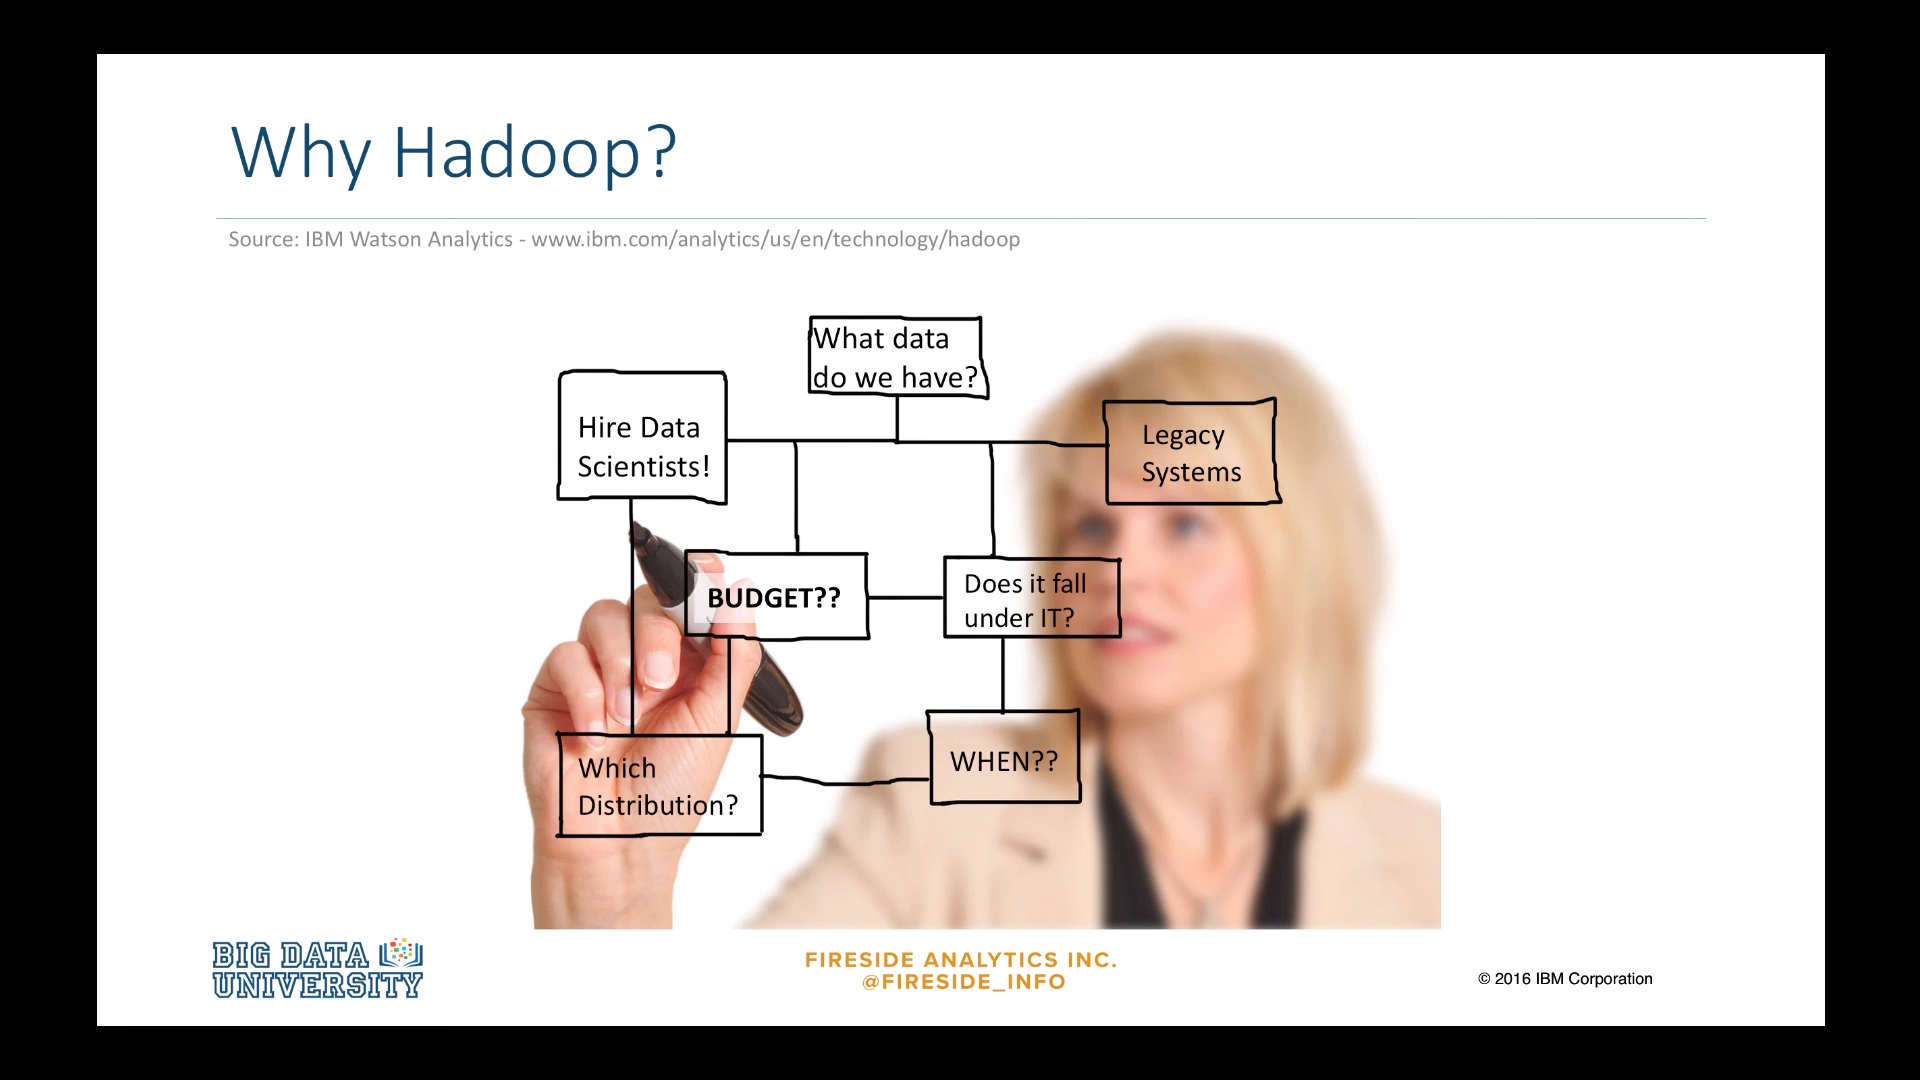 Why Hadoop?
Source: IBM Watson Analytics - www.ibm.com/analytics/us/en/technology/hadoop
What data
do we have?
Hire Data
Scientists!
Legacy
Systems
BUDGET??
Does it fall
under IT?
Which
Distribution?
WHEN??
BIG DATA
UNIVERSITY
FIRESIDE ANALYTICS INC.
@FIRESIDE_INFO
© 2016 IBM Corporation